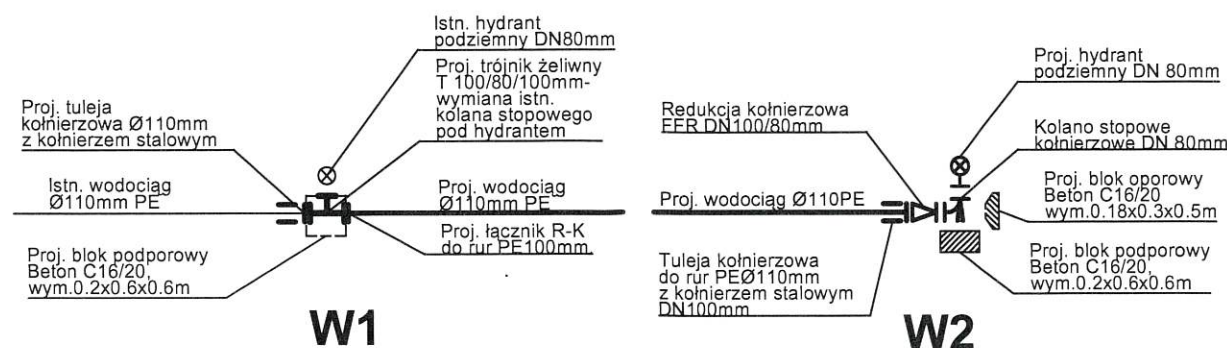 Istn. hydrant
podziemny DN80mm
Proj. trójnik żeliwny
T 100/80/100mm-
wymiana istn.
kolana stopowego
pod hydrantem
Proj. tuleja
kołnierzowa Ø110mm
z kołnierzem stalowym
Istn. wodociąg
Ø110mm PE
Proj. wodociąg
Ø110mm PE
Proj. łącznik R-K
do rur PE100mm
Proj. blok podporowy
Beton C16/20,
wym.0.2x0.6x0.6m
W1
Proj. hydrant
podziemny DN 80mm
Redukcja kołnierzowa
FFR DN100/80mm
Kolano stopowe
kołnierzowe DN 80mm
Proj. wodociąg Ø110PE
Proj. blok oporowy
Beton C16/20
wym.0.18x0.3x0.5m
Tuleja kołnierzowa
do rur PEØ110mm
z kołnierzem stalowym
DN100mm
Proj. blok podporowy
Beton C16/20,
wym.0.2x0.6x0.6m
W2